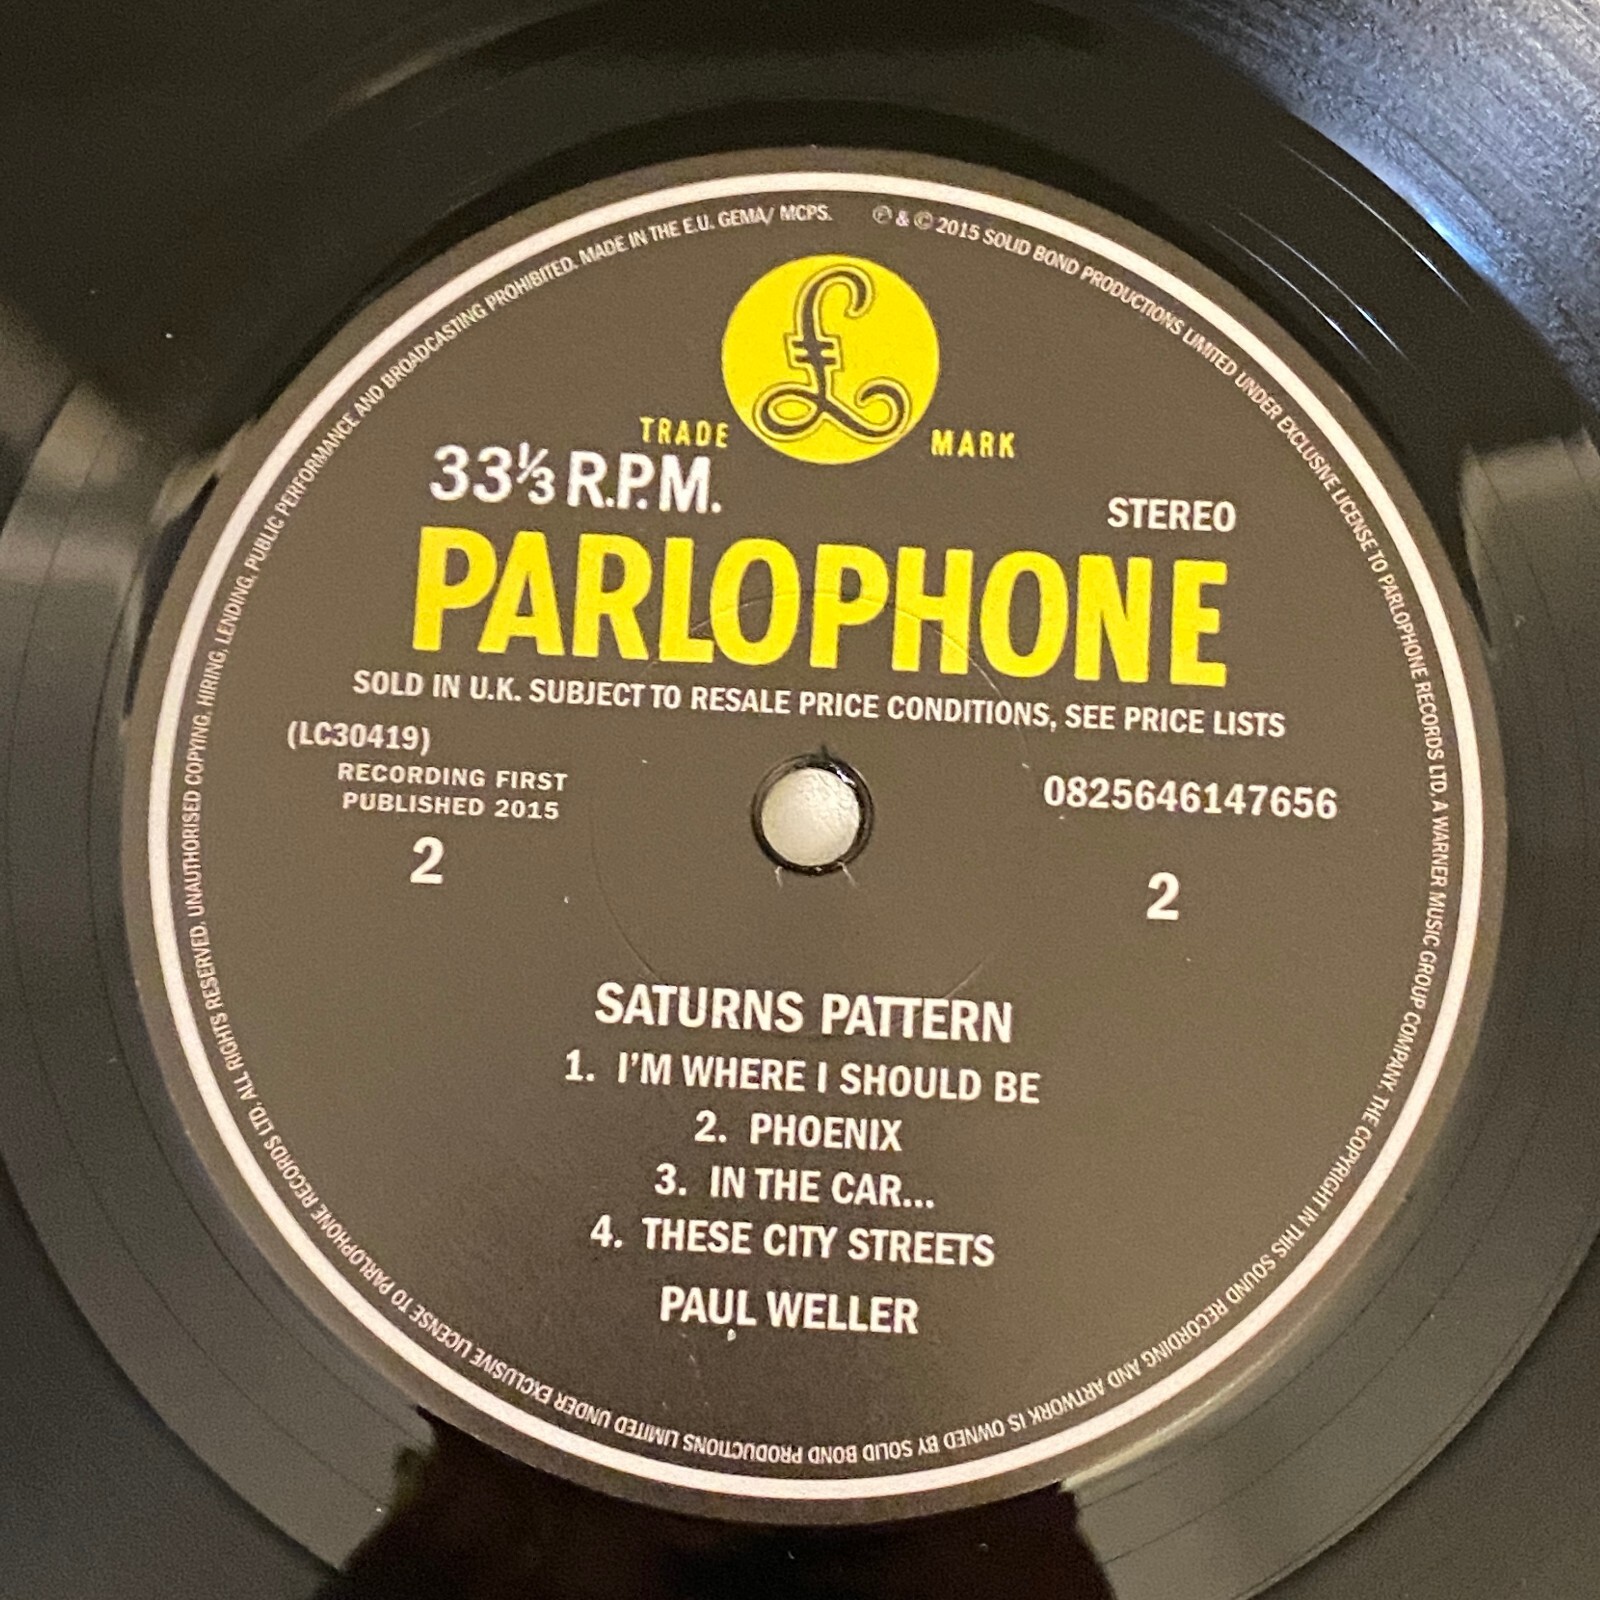 ℗ & © 2015 SOLID BOND PRODUCTIONS LIMITED UNDER EXCLUSIVE LICENSE TO PARLOPHONE RECORDS LTD, A WARNER MUSIC GROUP COMPANY. THE COPYRIGHT IN THIS SOUND RECORDING AND ARTWORK IS OWNED BY SOLID BOND PRODUCTIONS LIMITED UNDER EXCLUSIVE LICENSE TO PARLOPHONE RECORDS LTD. ALL RIGHTS RESERVED. UNAUTHORISED COPYING, HIRING, LENDING, PUBLIC PERFORMANCE AND BROADCASTING PROHIBITED. MADE IN THE E.U. GEMA/ MCPS.
£
TRADE MARK
33⅓ R.P.M.
STEREO
PARLOPHONE
SOLD IN U.K. SUBJECT TO RESALE PRICE CONDITIONS, SEE PRICE LISTS
(LC30419)
RECORDING FIRST
PUBLISHED 2015
0825646147656
2
2
SATURNS PATTERN
1. I'M WHERE I SHOULD BE
2. PHOENIX
3. IN THE CAR...
4. THESE CITY STREETS
PAUL WELLER